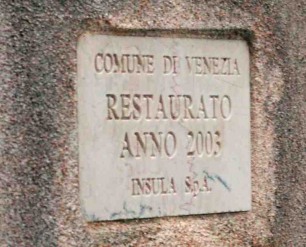 COMUNE DI VENEZIA
RESTAURATO
ANNO 2003
INSULA S.p.A.